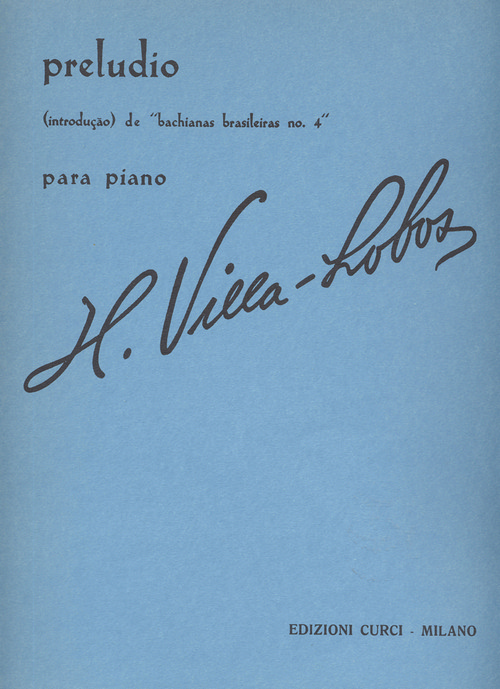 preludio
(introdução) de "bachianas brasileiras no. 4"
para piano
H. Villa-Lobos
EDIZIONI CURCI - MILANO